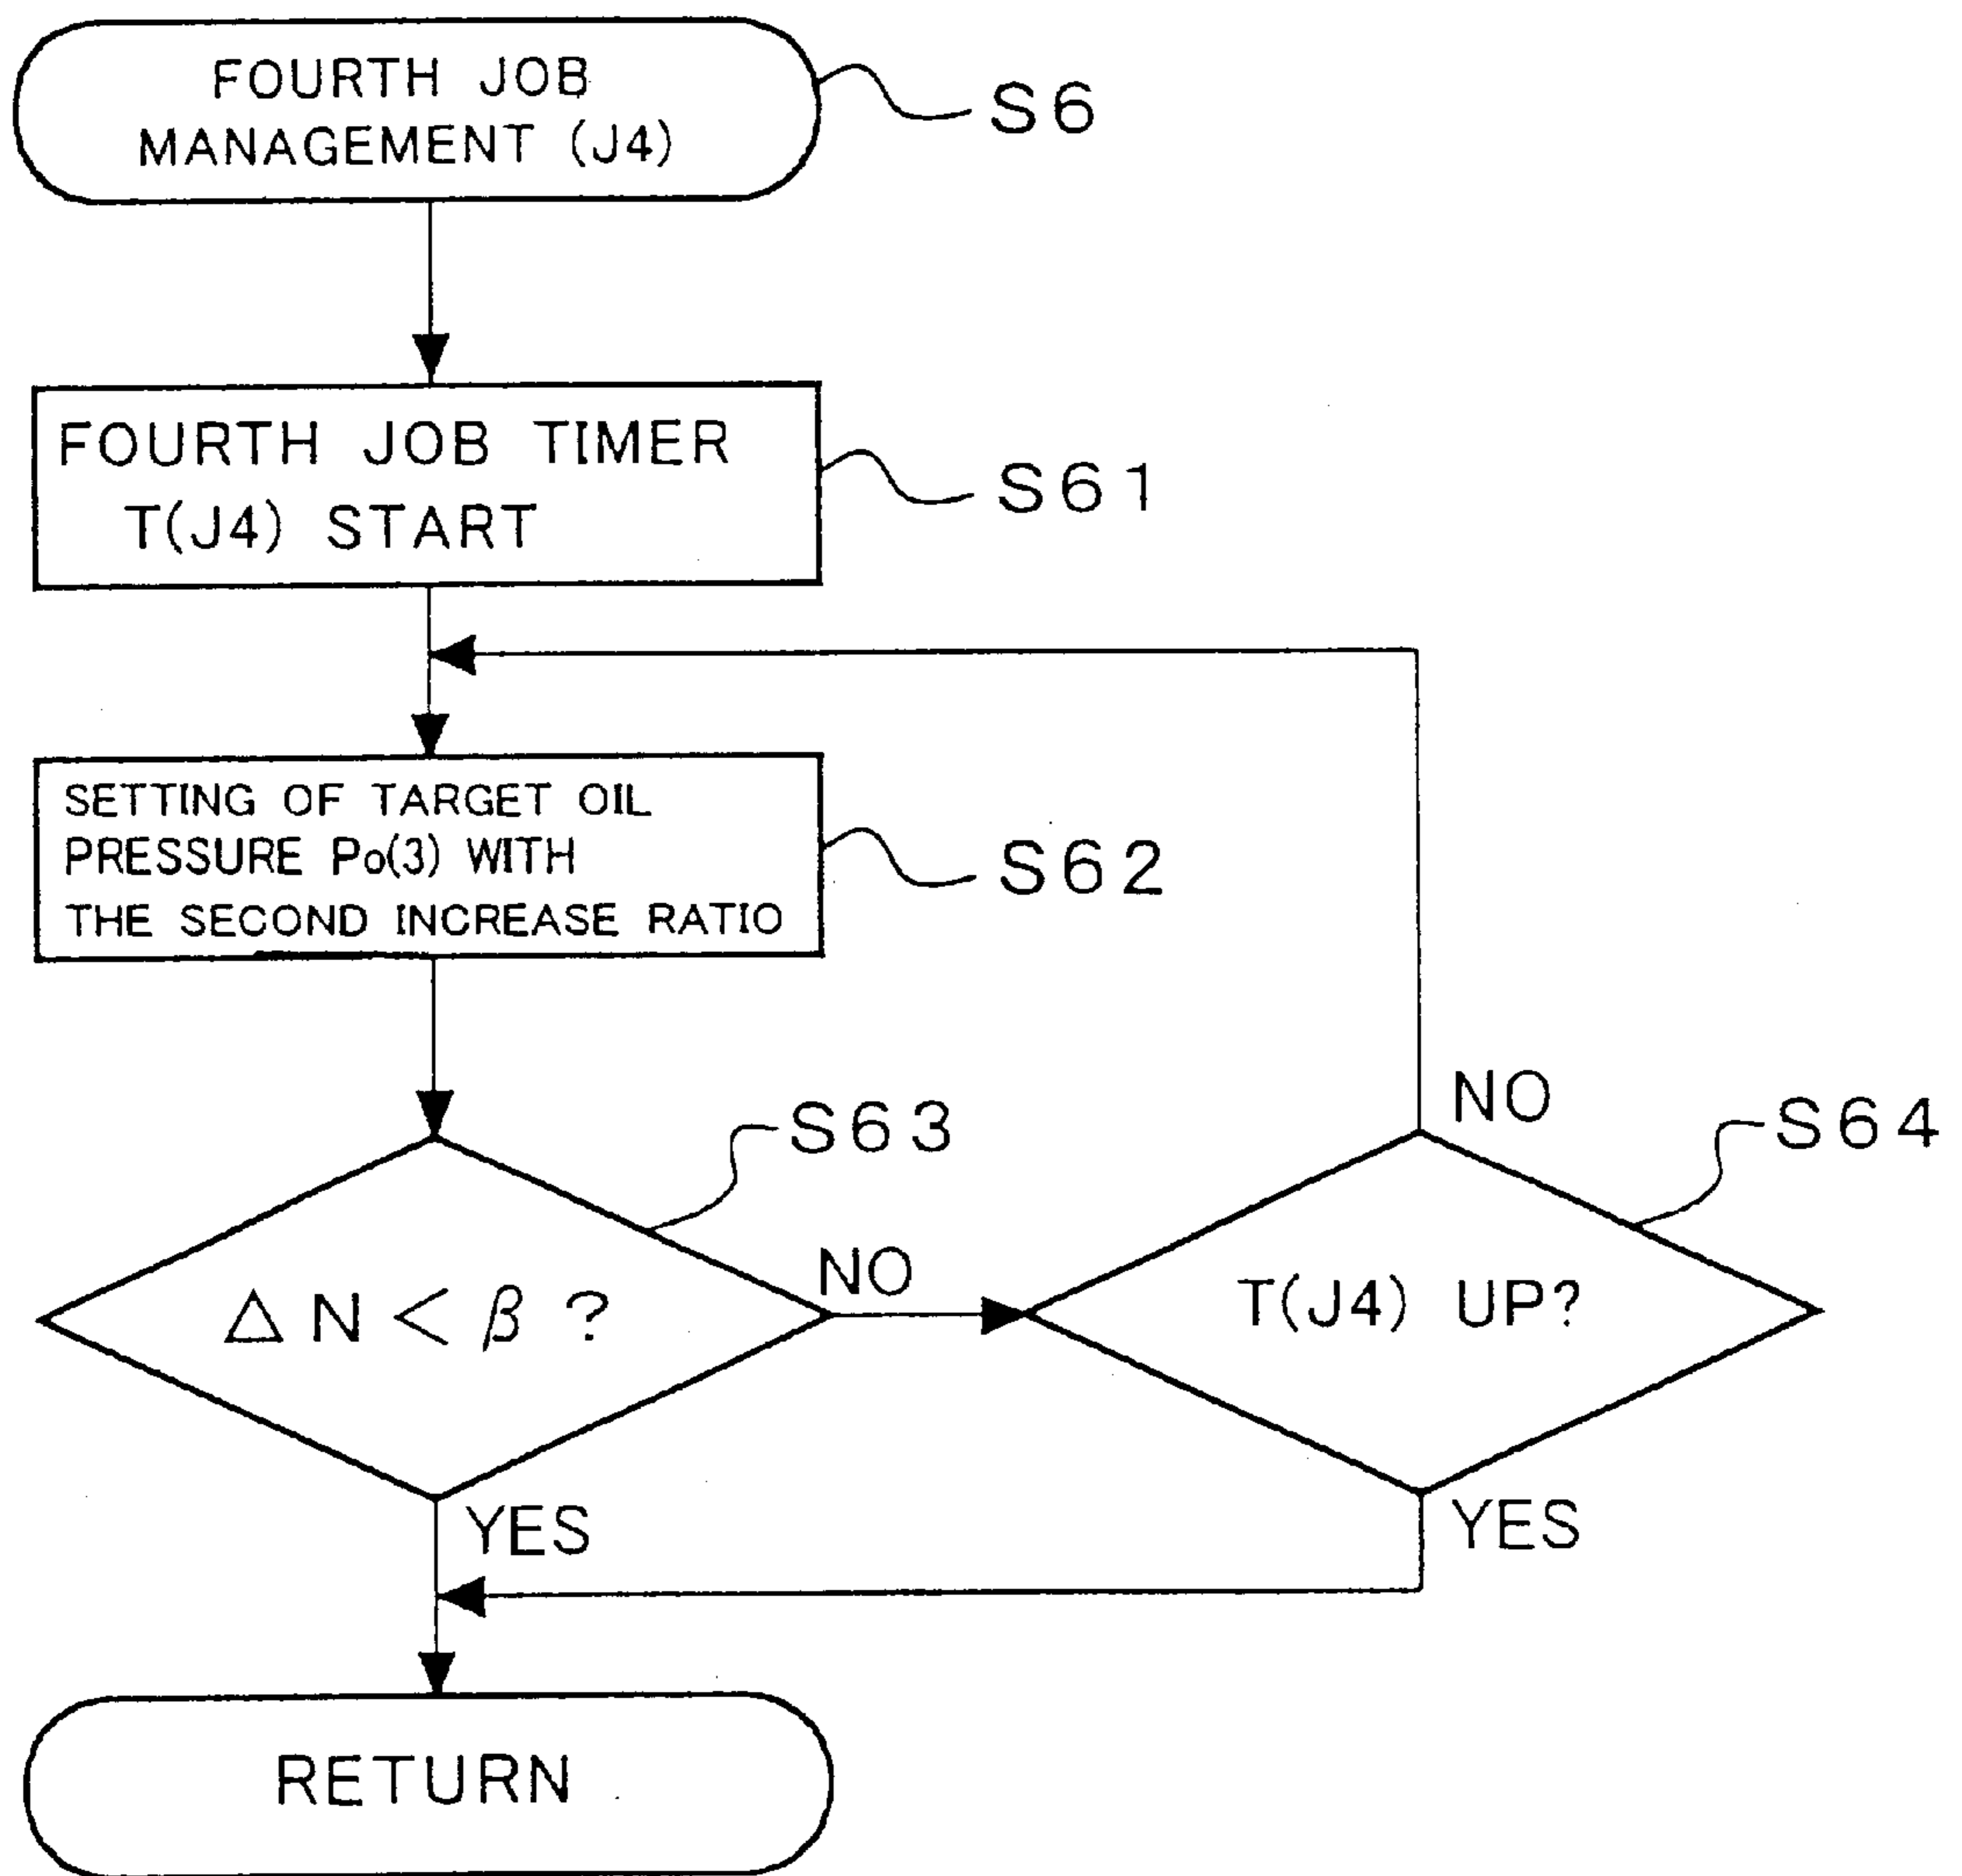 FOURTH JOB
MANAGEMENT (J4)
S6
FOURTH JOB TIMER
T(J4) START
S61
SETTING OF TARGET OIL
PRESSURE Po(3) WITH
THE SECOND INCREASE RATIO
S62
S63
△N<β?
NO
YES
NO
S64
T(J4) UP?
YES
RETURN